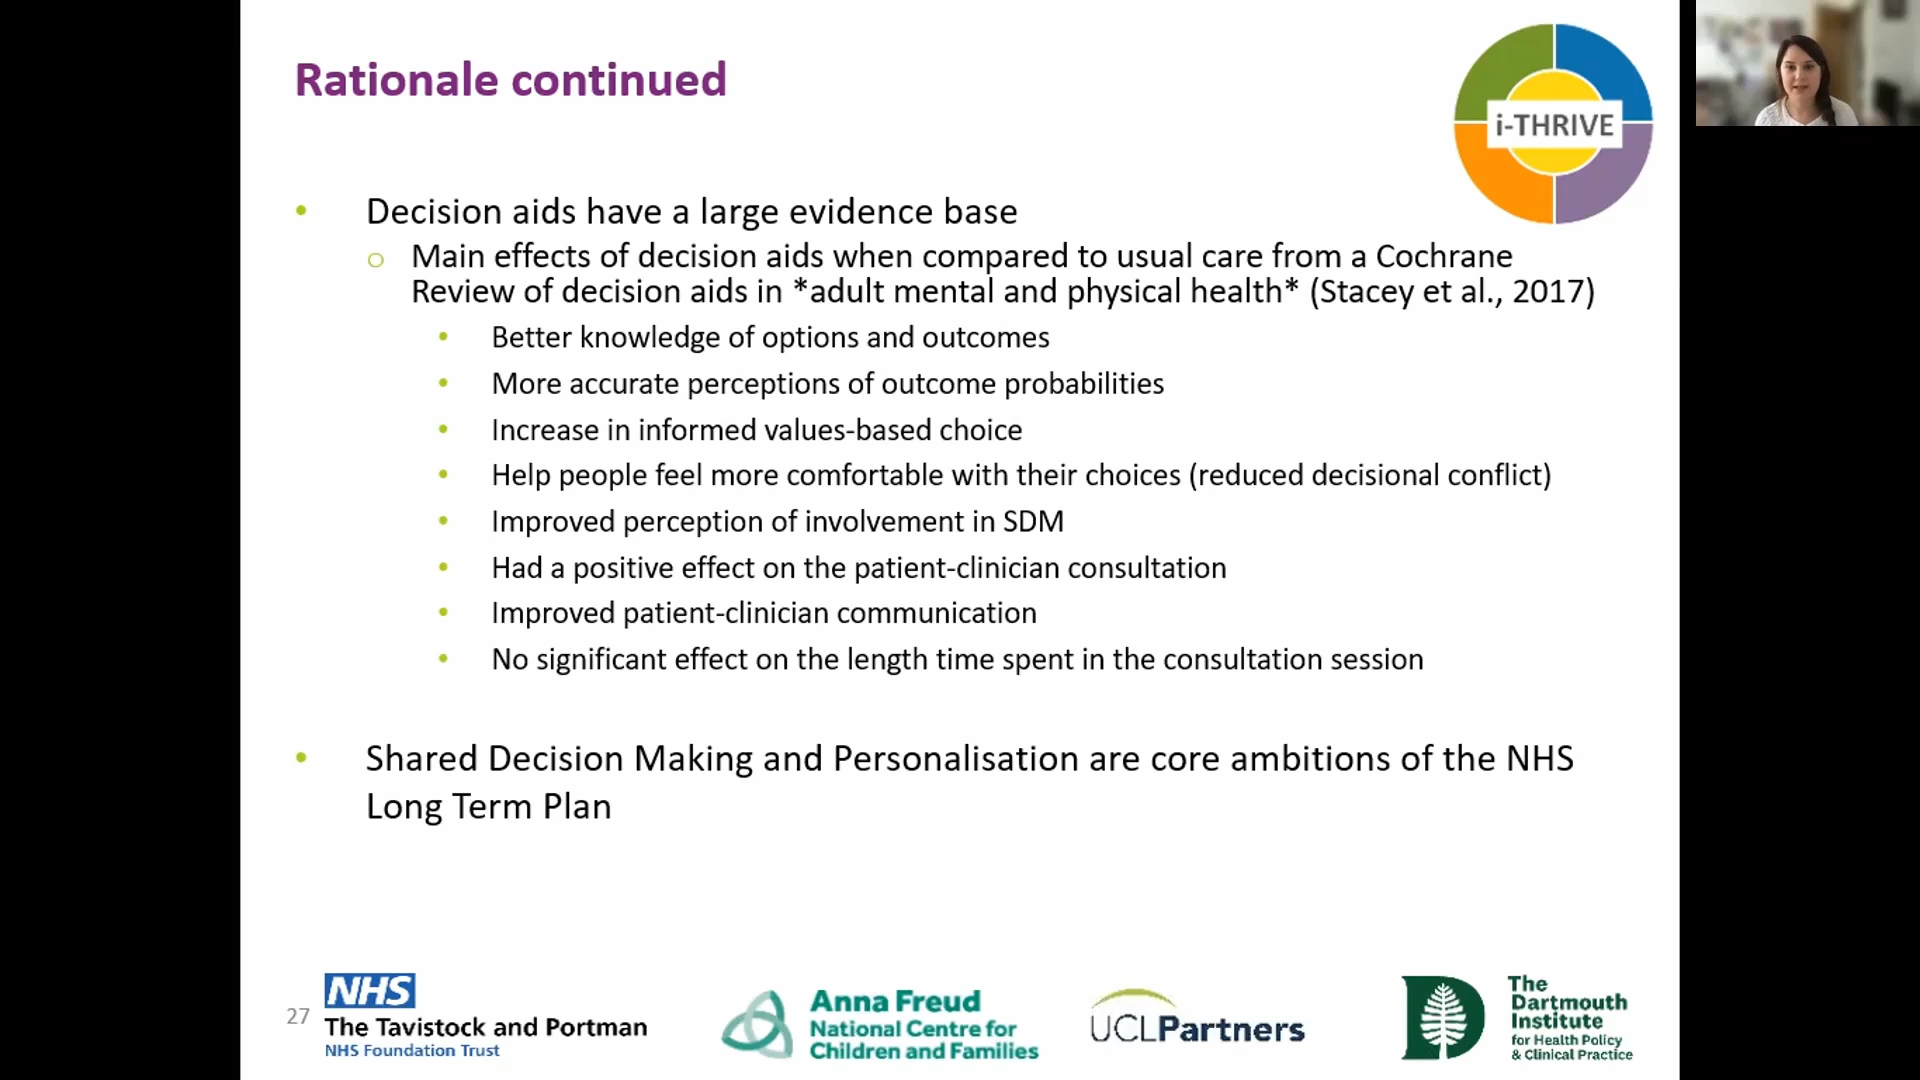 Rationale continued
i-THRIVE
• Decision aids have a large evidence base
o Main effects of decision aids when compared to usual care from a Cochrane
Review of decision aids in *adult mental and physical health* (Stacey et al., 2017)
• Better knowledge of options and outcomes
• More accurate perceptions of outcome probabilities
• Increase in informed values-based choice
• Help people feel more comfortable with their choices (reduced decisional conflict)
• Improved perception of involvement in SDM
• Had a positive effect on the patient-clinician consultation
• Improved patient-clinician communication
• No significant effect on the length time spent in the consultation session
• Shared Decision Making and Personalisation are core ambitions of the NHS
Long Term Plan
27
NHS
The Tavistock and Portman
NHS Foundation Trust
Anna Freud
National Centre for
Children and Families
UCLPartners
The
Dartmouth
Institute
for Health Policy
& Clinical Practice